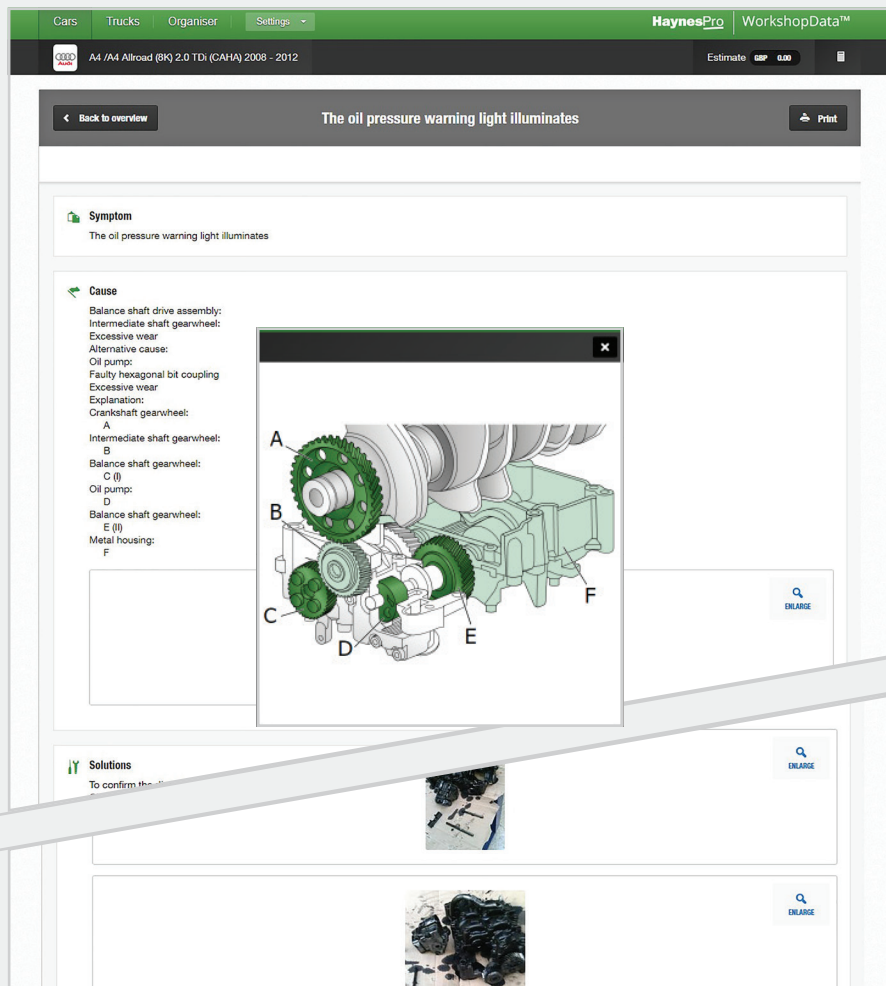 Cars Trucks Organiser Settings HaynesPro WorkshopData™
Audi A4 /A4 Allroad (8K) 2.0 TDi (CAHA) 2008 - 2012 Estimate GBP 0.00
Back to overview The oil pressure warning light illuminates Print
Symptom
The oil pressure warning light illuminates
Cause
Balance shaft drive assembly:
Intermediate shaft gearwheel:
Excessive wear
Alternative cause:
Oil pump:
Faulty hexagonal bit coupling
Excessive wear
Explanation:
Crankshaft gearwheel:
A
Intermediate shaft gearwheel:
B
Balance shaft gearwheel:
C (I)
Oil pump:
D
Balance shaft gearwheel:
E (II)
Metal housing:
F
A
B
C
D
E
F
ENLARGE
Solutions
To confirm the
ENLARGE
ENLARGE